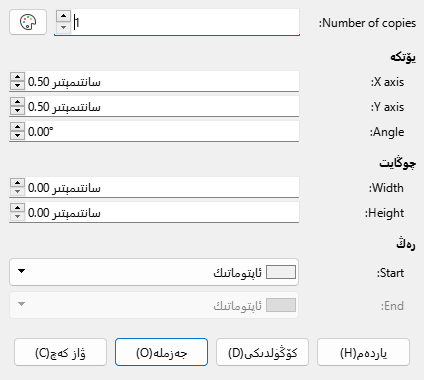 Number of copies:
1
يۆتكە
X axis:
0.50 سانتىمېتىر
Y axis:
0.50 سانتىمېتىر
Angle:
0.00°
چوڭايت
Width:
0.00 سانتىمېتىر
Height:
0.00 سانتىمېتىر
رەڭ
Start:
ئاپتوماتىك
End:
ئاپتوماتىك
ياردەم(H)
كۆڭۈلدىكى(D)
جەزملە(O)
ۋاز كەچ(C)